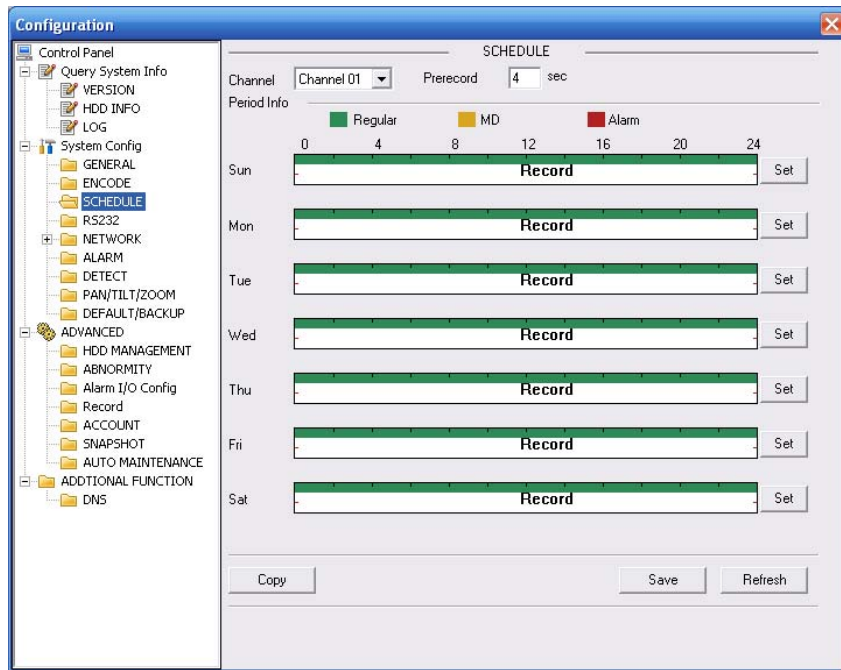 Configuration
Control Panel
Query System Info
VERSION
HDD INFO
LOG
System Config
GENERAL
ENCODE
SCHEDULE
RS232
NETWORK
ALARM
DETECT
PAN/TILT/ZOOM
DEFAULT/BACKUP
ADVANCED
HDD MANAGEMENT
ABNORMITY
Alarm I/O Config
Record
ACCOUNT
SNAPSHOT
AUTO MAINTENANCE
ADDTIONAL FUNCTION
DNS
SCHEDULE
Channel Channel 01 Prerecord 4 sec
Period Info
Regular MD Alarm
0 4 8 12 16 20 24
Sun Record Set
Mon Record Set
Tue Record Set
Wed Record Set
Thu Record Set
Fri Record Set
Sat Record Set
Copy Save Refresh